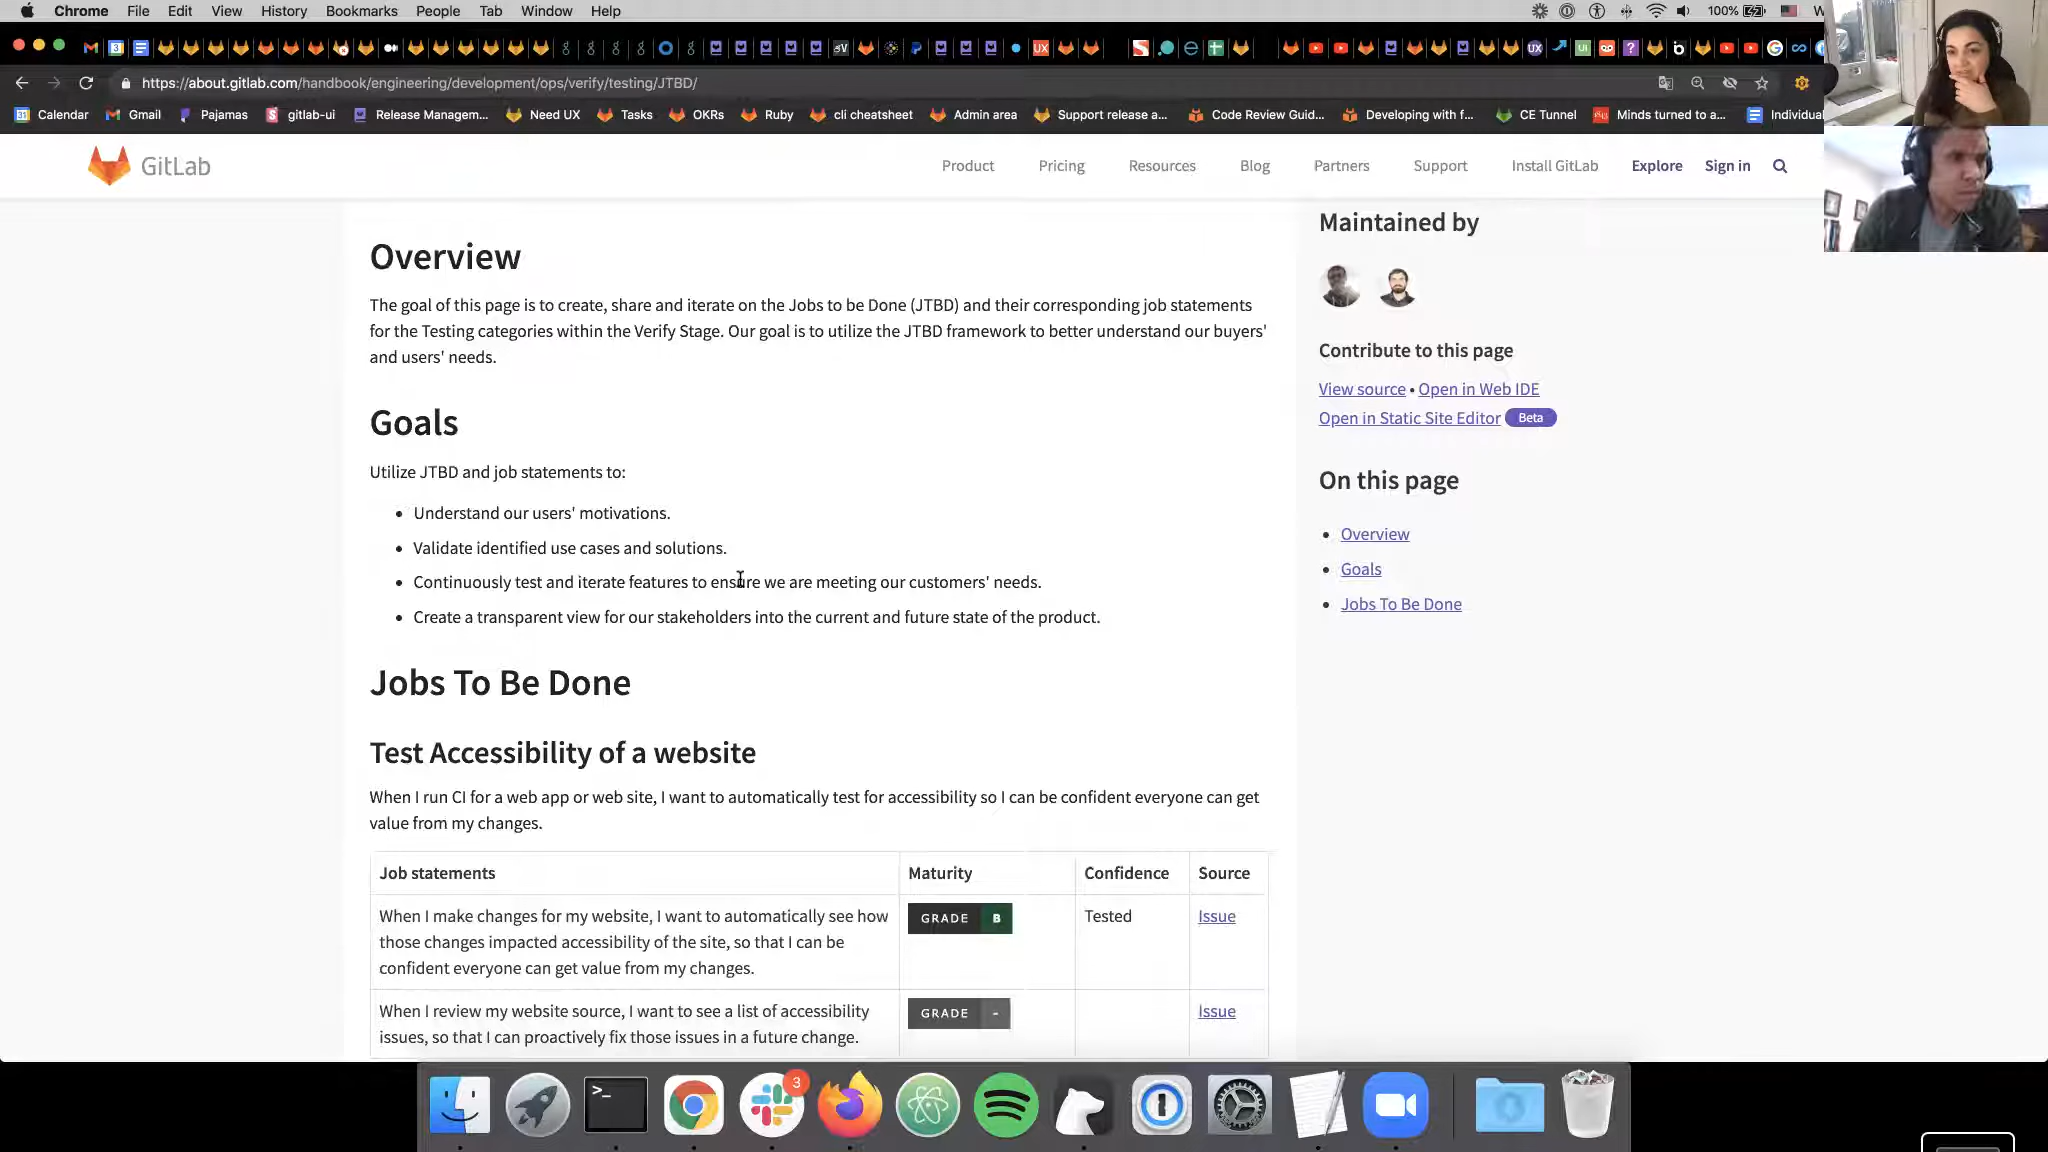 Chrome File Edit View History Bookmarks People Tab Window Help 100%
https://about.gitlab.com/handbook/engineering/development/ops/verify/testing/JTBD/
Calendar Gmail Pajamas gitlab-ui Release Managem... Need UX Tasks OKRs Ruby cli cheatsheet Admin area Support release a... Code Review Guid... Developing with f... CE Tunnel Minds turned to a... Individual
GitLab Product Pricing Resources Blog Partners Support Install GitLab Explore Sign in
Overview
The goal of this page is to create, share and iterate on the Jobs to be Done (JTBD) and their corresponding job statements
for the Testing categories within the Verify Stage. Our goal is to utilize the JTBD framework to better understand our buyers'
and users' needs.
Goals
Utilize JTBD and job statements to:
Understand our users' motivations.
Validate identified use cases and solutions.
Continuously test and iterate features to ensure we are meeting our customers' needs.
Create a transparent view for our stakeholders into the current and future state of the product.
Jobs To Be Done
Test Accessibility of a website
When I run CI for a web app or web site, I want to automatically test for accessibility so I can be confident everyone can get
value from my changes.
Job statements Maturity Confidence Source
When I make changes for my website, I want to automatically see how
those changes impacted accessibility of the site, so that I can be
confident everyone can get value from my changes.
GRADE B
Tested
Issue
When I review my website source, I want to see a list of accessibility
issues, so that I can proactively fix those issues in a future change.
GRADE -
Issue
Maintained by
Contribute to this page
View source • Open in Web IDE
Open in Static Site Editor Beta
On this page
Overview
Goals
Jobs To Be Done
3